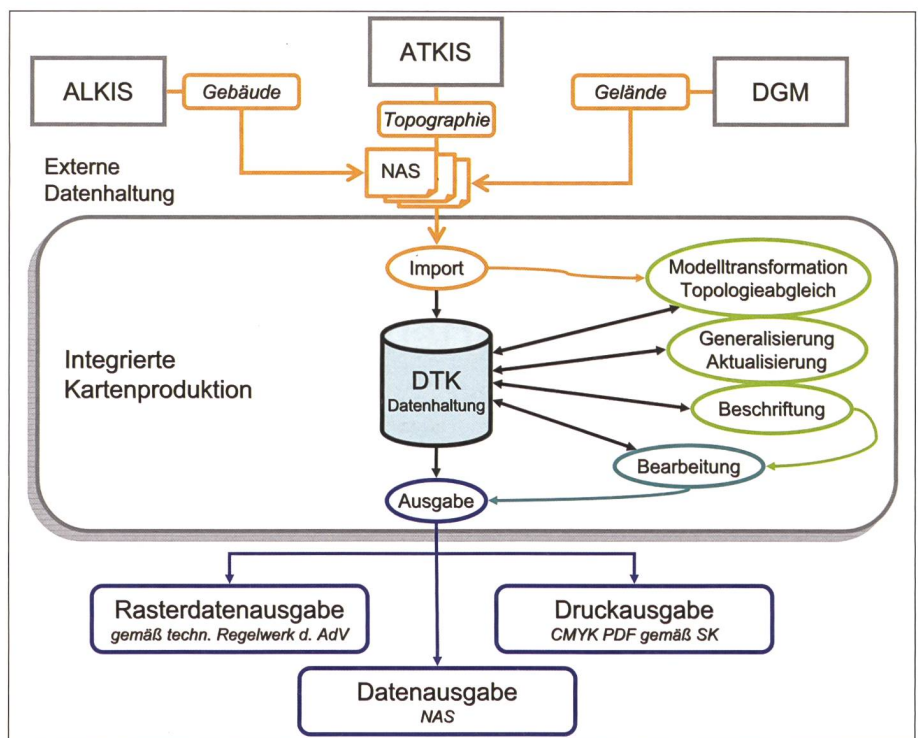 ATKIS
ALKIS
Gebäude
Gelände
DGM
Topographie
NAS
Externe
Datenhaltung
Import
Modelltransformation
Topologieabgleich
Generalisierung
Aktualisierung
Integrierte
Kartenproduktion
DTK
Datenhaltung
Beschriftung
Bearbeitung
Ausgabe
Rasterdatenausgabe
gemäß techn. Regelwerk d. AdV
Druckausgabe
CMYK PDF gemäß SK
Datenausgabe
NAS